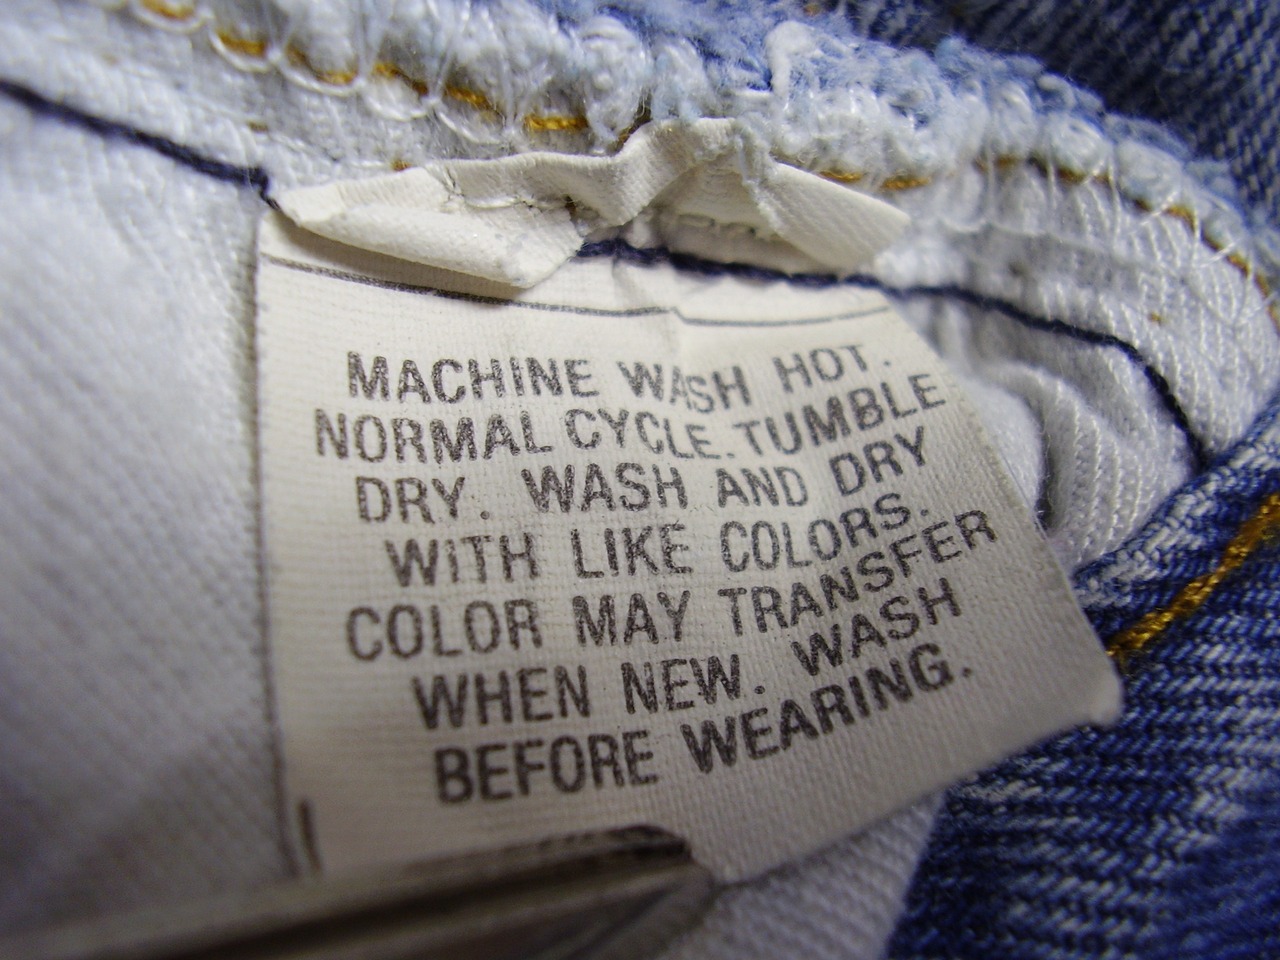 MACHINE WASH HOT.
NORMAL CYCLE. TUMBLE
DRY. WASH AND DRY
WITH LIKE COLORS.
COLOR MAY TRANSFER
WHEN NEW. WASH
BEFORE WEARING.